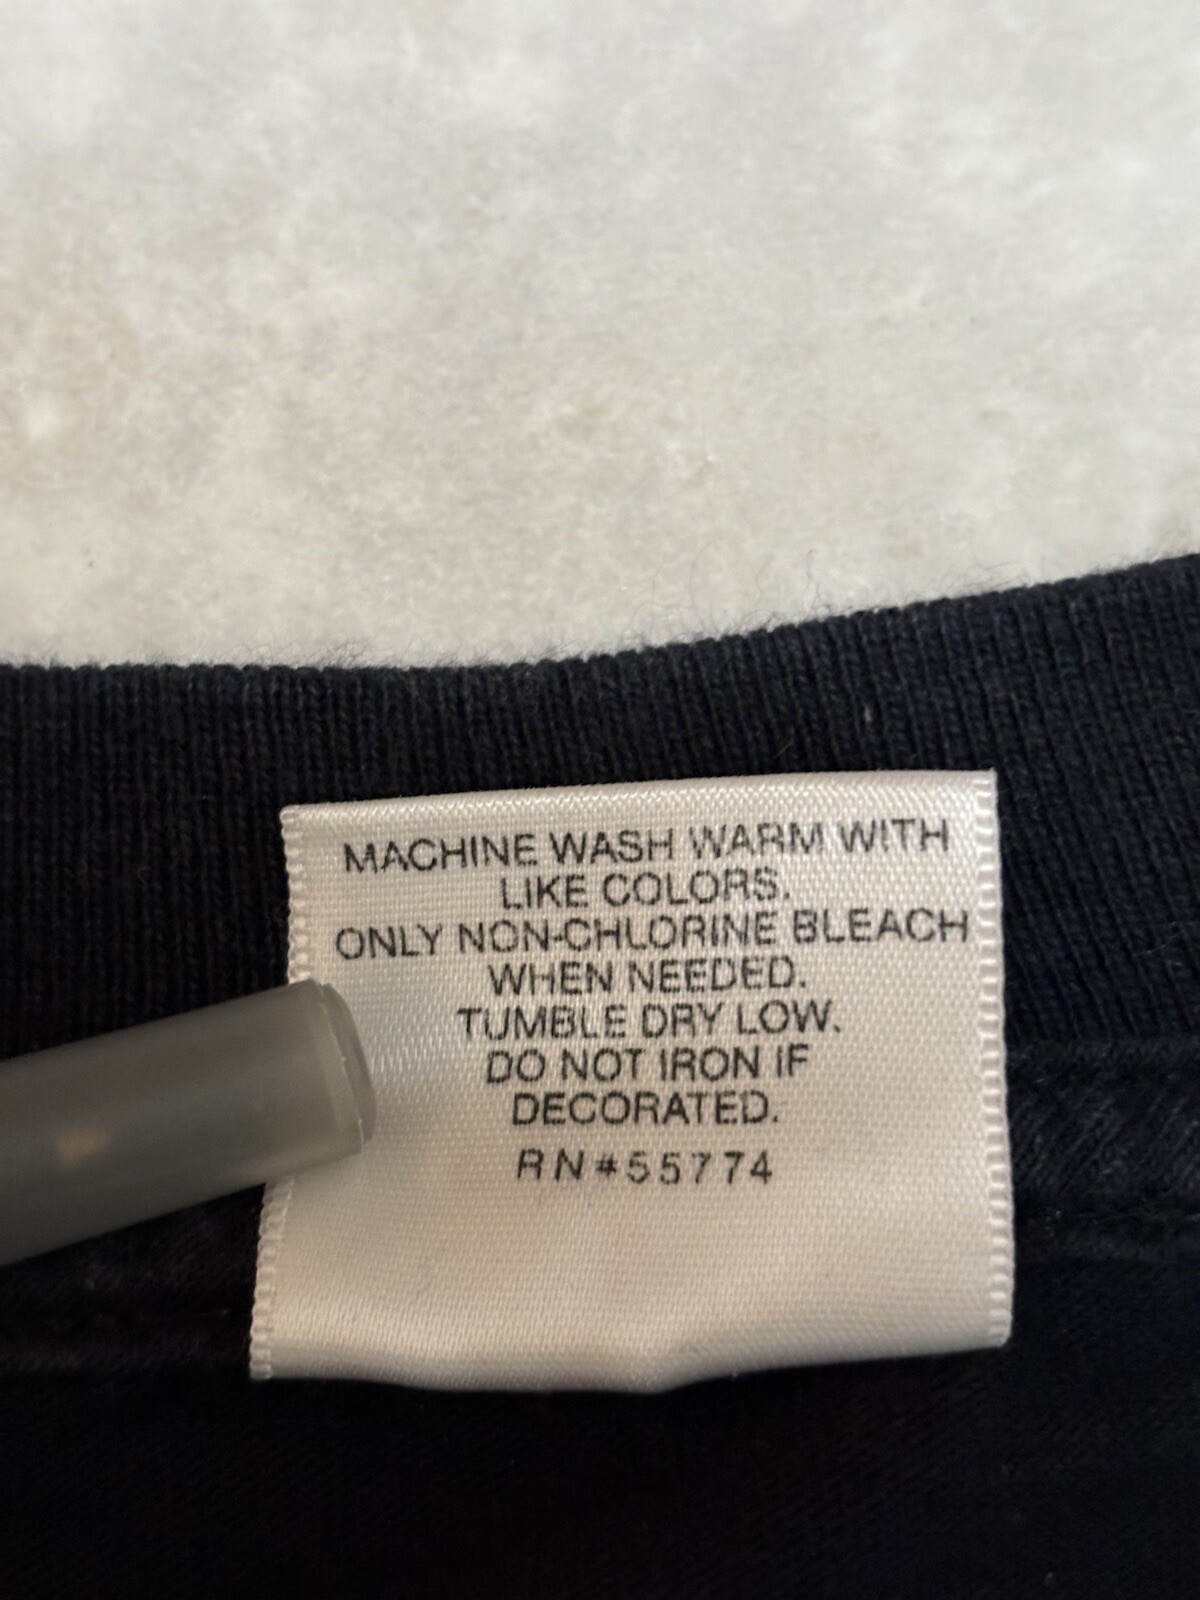 MACHINE WASH WARM WITH
LIKE COLORS.
ONLY NON-CHLORINE BLEACH
WHEN NEEDED.
TUMBLE DRY LOW.
DO NOT IRON IF
DECORATED.
RN#55774